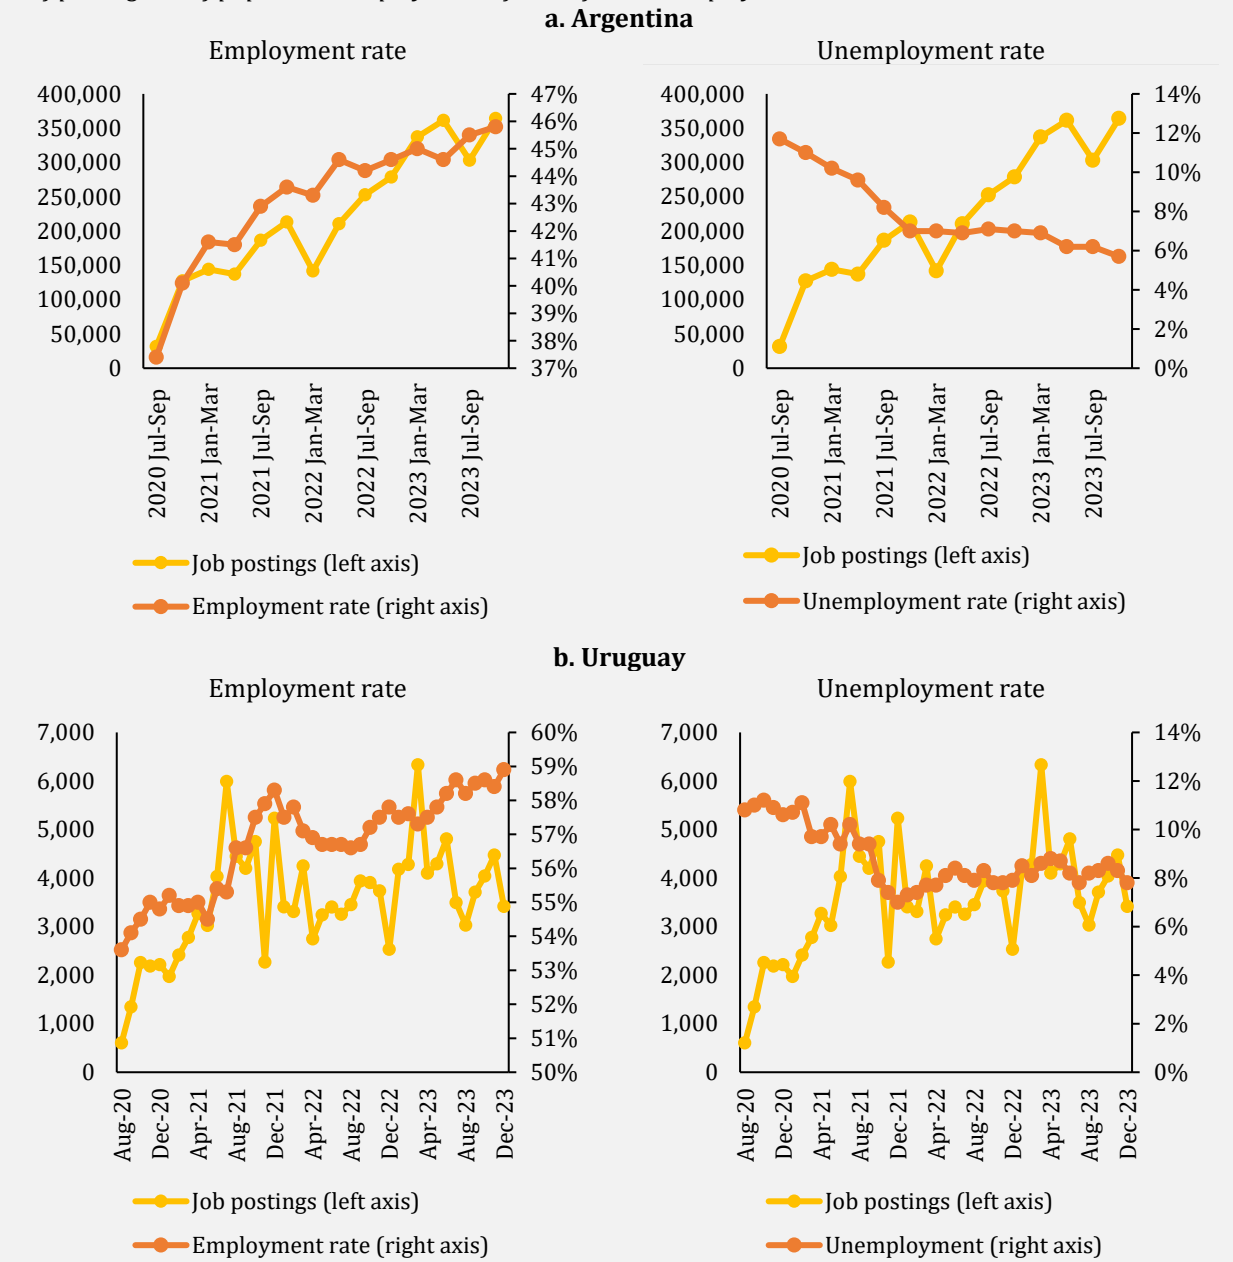 a. Argentina
Employment rate
Unemployment rate
400,000
350,000
300,000
250,000
200,000
150,000
100,000
50,000
0
47%
46%
45%
44%
43%
42%
41%
40%
39%
38%
37%
2020 Jul-Sep
2021 Jan-Mar
2021 Jul-Sep
2022 Jan-Mar
2022 Jul-Sep
2023 Jan-Mar
2023 Jul-Sep
Job postings (left axis)
Employment rate (right axis)
400,000
350,000
300,000
250,000
200,000
150,000
100,000
50,000
0
14%
12%
10%
8%
6%
4%
2%
0%
2020 Jul-Sep
2021 Jan-Mar
2021 Jul-Sep
2022 Jan-Mar
2022 Jul-Sep
2023 Jan-Mar
2023 Jul-Sep
Job postings (left axis)
Unemployment rate (right axis)
b. Uruguay
Employment rate
Unemployment rate
7,000
6,000
5,000
4,000
3,000
2,000
1,000
0
60%
59%
58%
57%
56%
55%
54%
53%
52%
51%
50%
Aug-20
Dec-20
Apr-21
Aug-21
Dec-21
Apr-22
Aug-22
Dec-22
Apr-23
Aug-23
Dec-23
Job postings (left axis)
Employment rate (right axis)
7,000
6,000
5,000
4,000
3,000
2,000
1,000
0
14%
12%
10%
8%
6%
4%
2%
0%
Aug-20
Dec-20
Apr-21
Aug-21
Dec-21
Apr-22
Aug-22
Dec-22
Apr-23
Aug-23
Dec-23
Job postings (left axis)
Unemployment (right axis)